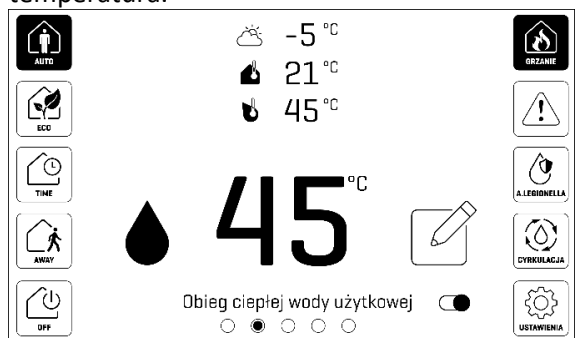 temperatura.
AUTO
ECO
TIME
AWAY
OFF
-5 °C
21 °C
45 °C
45 °C
Obieg ciepłej wody użytkowej
GRZANIE
A.LEGIONELLA
CYRKULACJA
USTAWIENIA